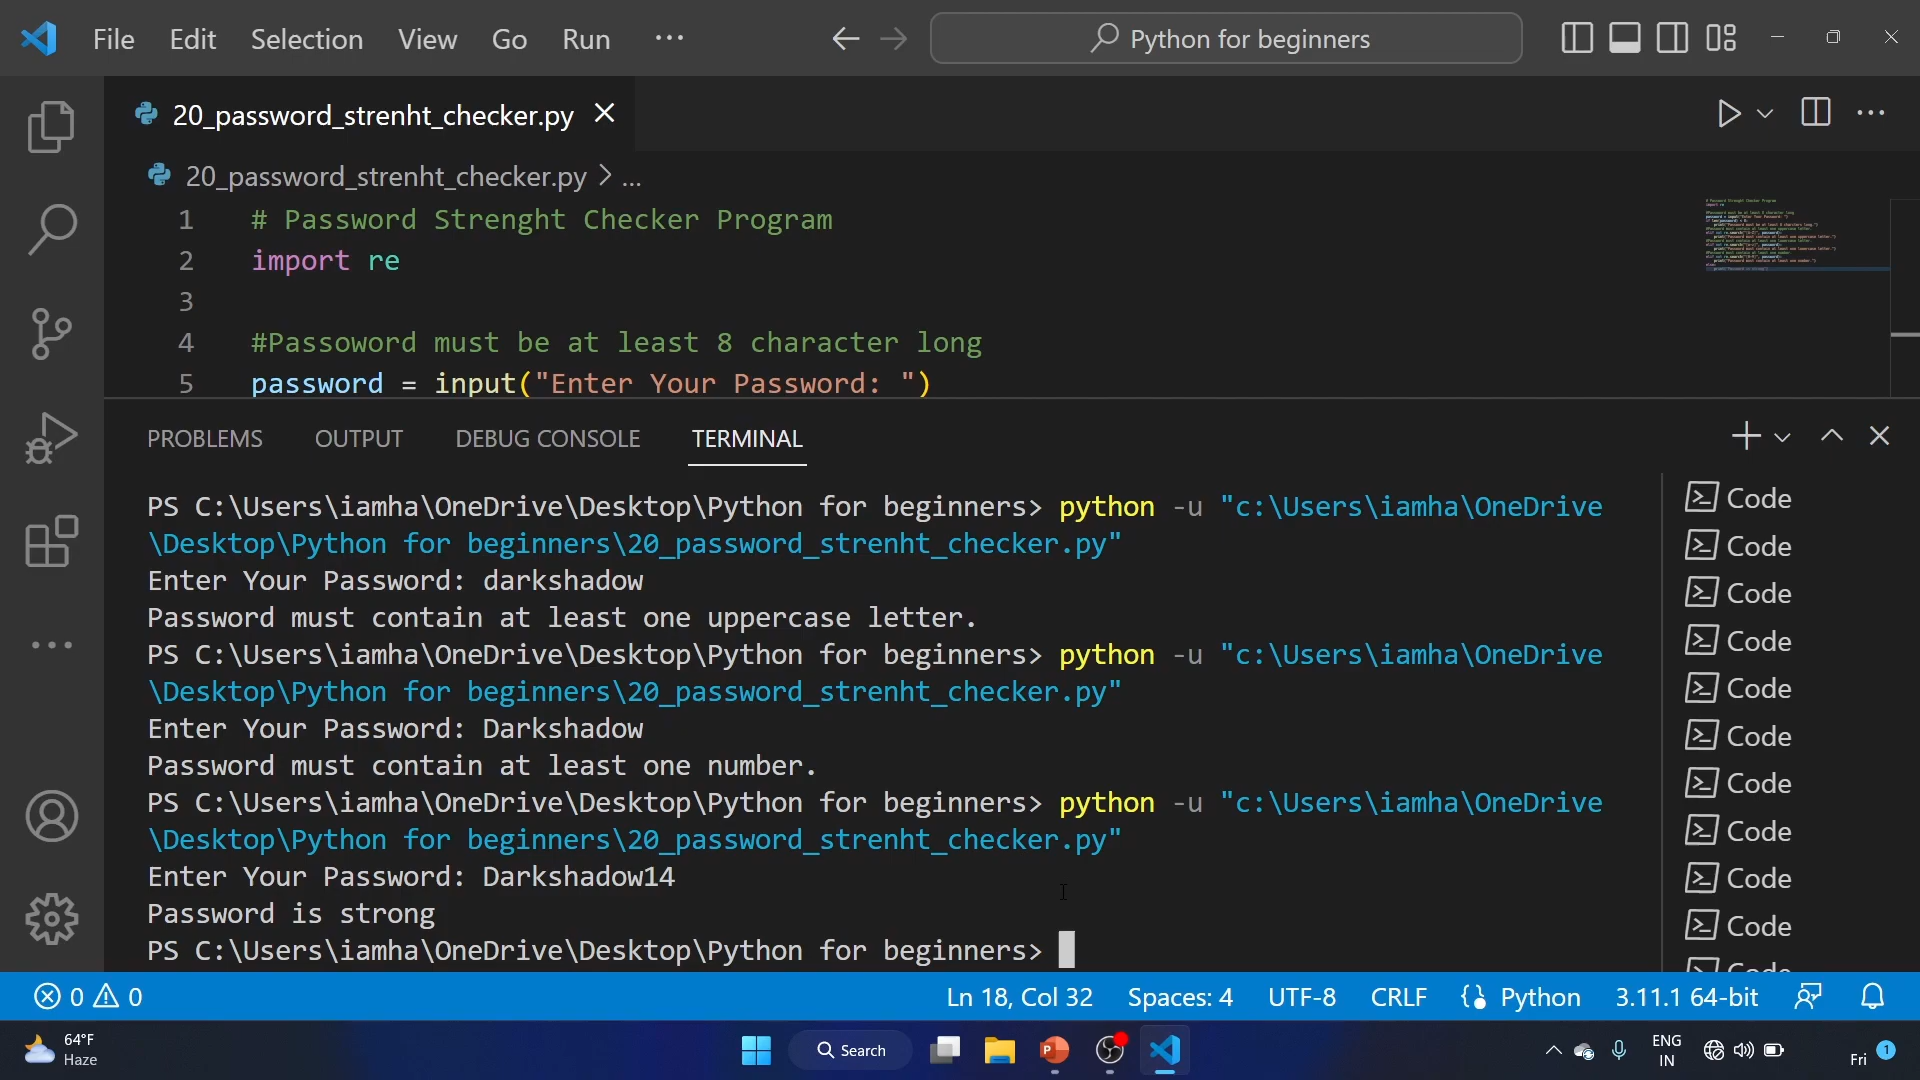 File Edit Selection View Go Run ... Python for beginners
20_password_strenht_checker.py
20_password_strenht_checker.py > ...
1 # Password Strenght Checker Program
2 import re
3
4 #Passoword must be at least 8 character long
5 password = input("Enter Your Password: ")
PROBLEMS OUTPUT DEBUG CONSOLE TERMINAL
PS C:\Users\iamha\OneDrive\Desktop\Python for beginners> python -u "c:\Users\iamha\OneDrive
\Desktop\Python for beginners\20_password_strenht_checker.py"
Enter Your Password: darkshadow
Password must contain at least one uppercase letter.
PS C:\Users\iamha\OneDrive\Desktop\Python for beginners> python -u "c:\Users\iamha\OneDrive
\Desktop\Python for beginners\20_password_strenht_checker.py"
Enter Your Password: Darkshadow
Password must contain at least one number.
PS C:\Users\iamha\OneDrive\Desktop\Python for beginners> python -u "c:\Users\iamha\OneDrive
\Desktop\Python for beginners\20_password_strenht_checker.py"
Enter Your Password: Darkshadow14
Password is strong
PS C:\Users\iamha\OneDrive\Desktop\Python for beginners>
Code
Code
Code
Code
Code
Code
Code
Code
Code
Code
0 0 Ln 18, Col 32 Spaces: 4 UTF-8 CRLF Python 3.11.1 64-bit
64°F
Haze
Search
ENG
IN
Fri 1